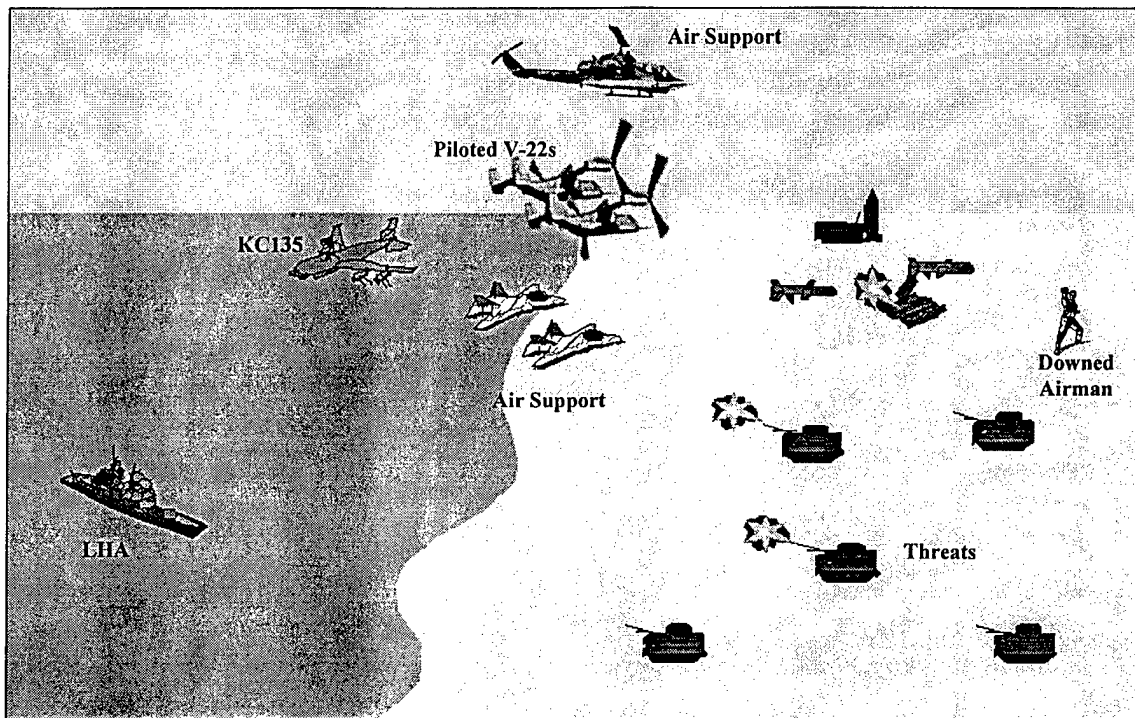 Air Support
Piloted V-22s
KC135
Downed
Airman
Air Support
LHA
Threats